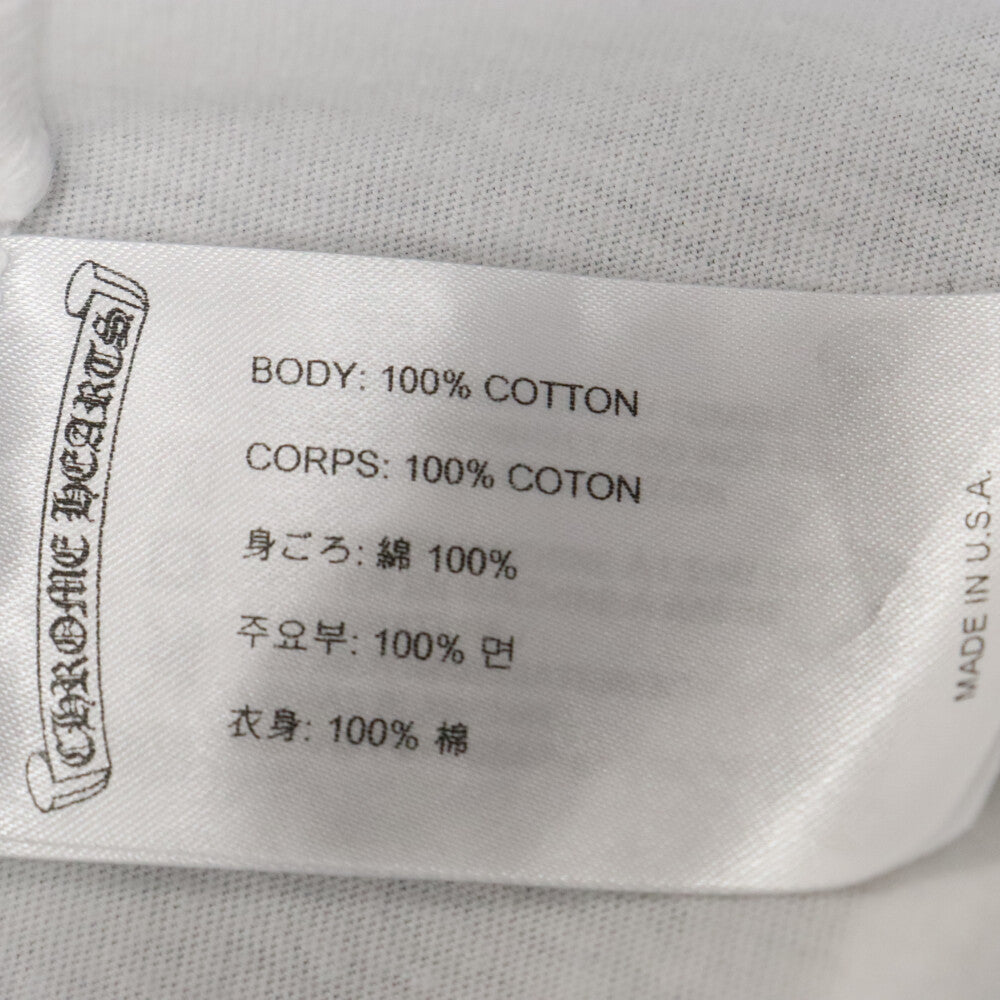 CHROME HEARTS
BODY: 100% COTTON
CORPS: 100% COTON
身ごろ: 綿 100%
주요부: 100% 면
衣身: 100% 棉
MADE IN U.S.A.